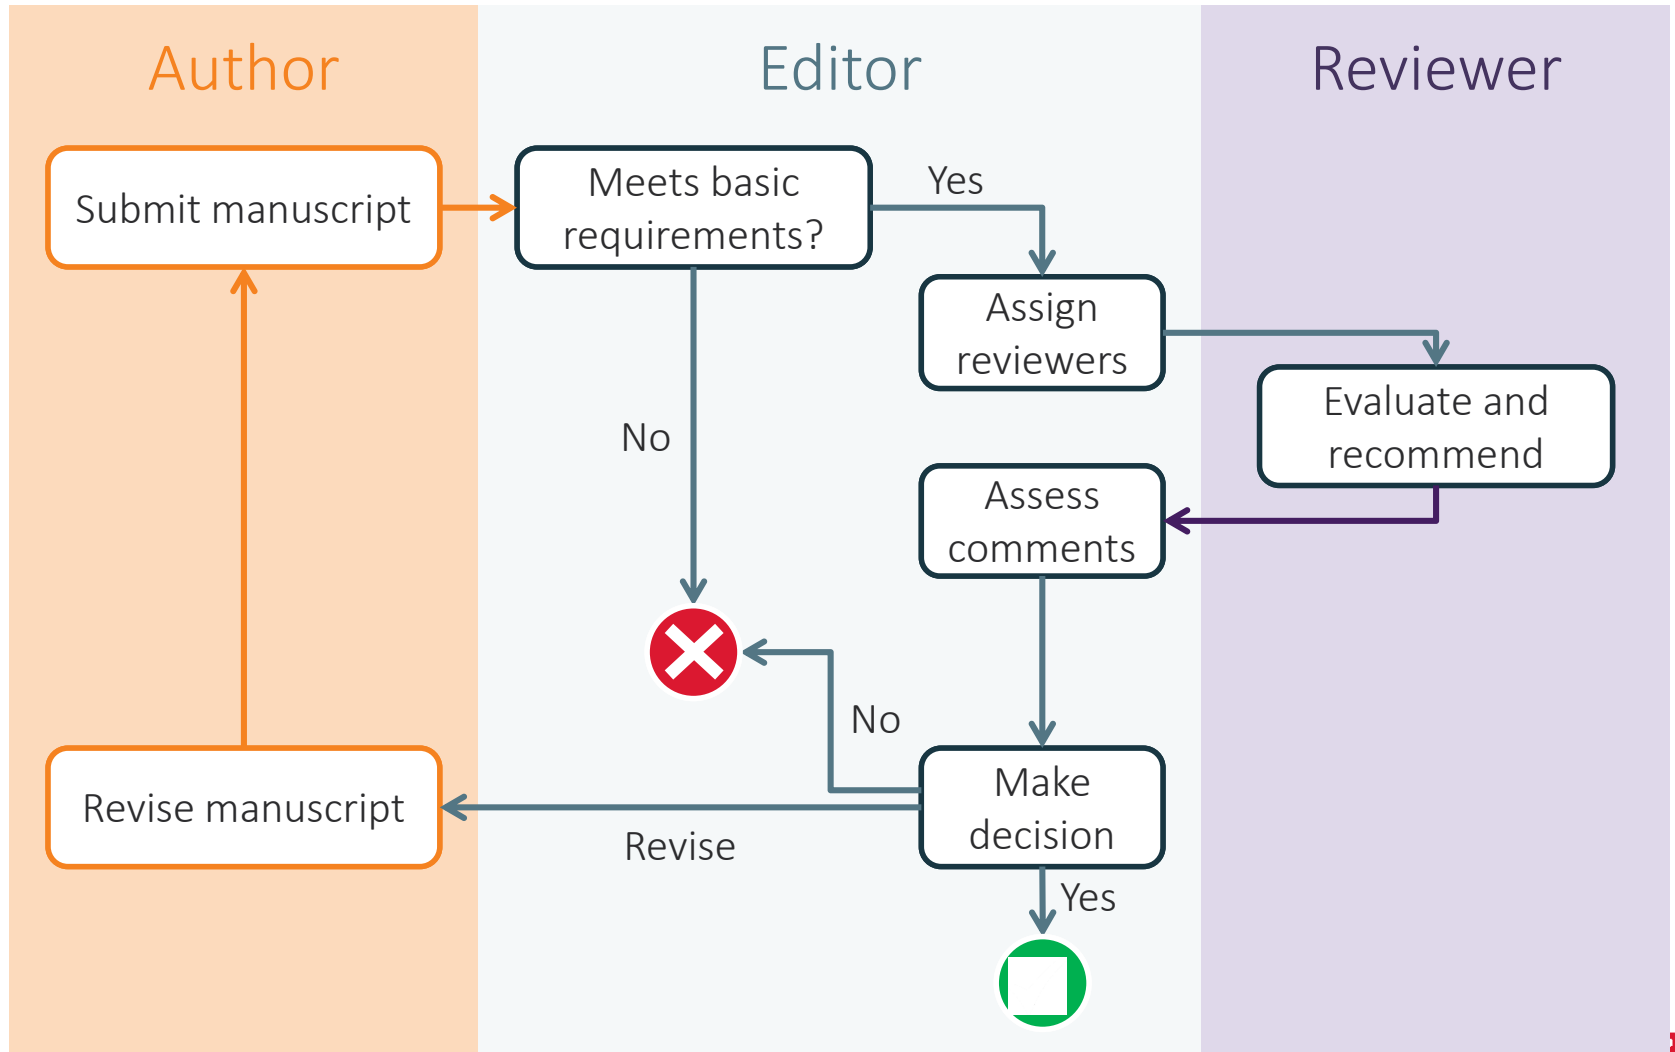 Author
Editor
Reviewer
Submit manuscript
Meets basic
requirements?
Yes
Assign
reviewers
Evaluate and
recommend
No
Assess
comments
No
Make
decision
Revise manuscript
Revise
Yes